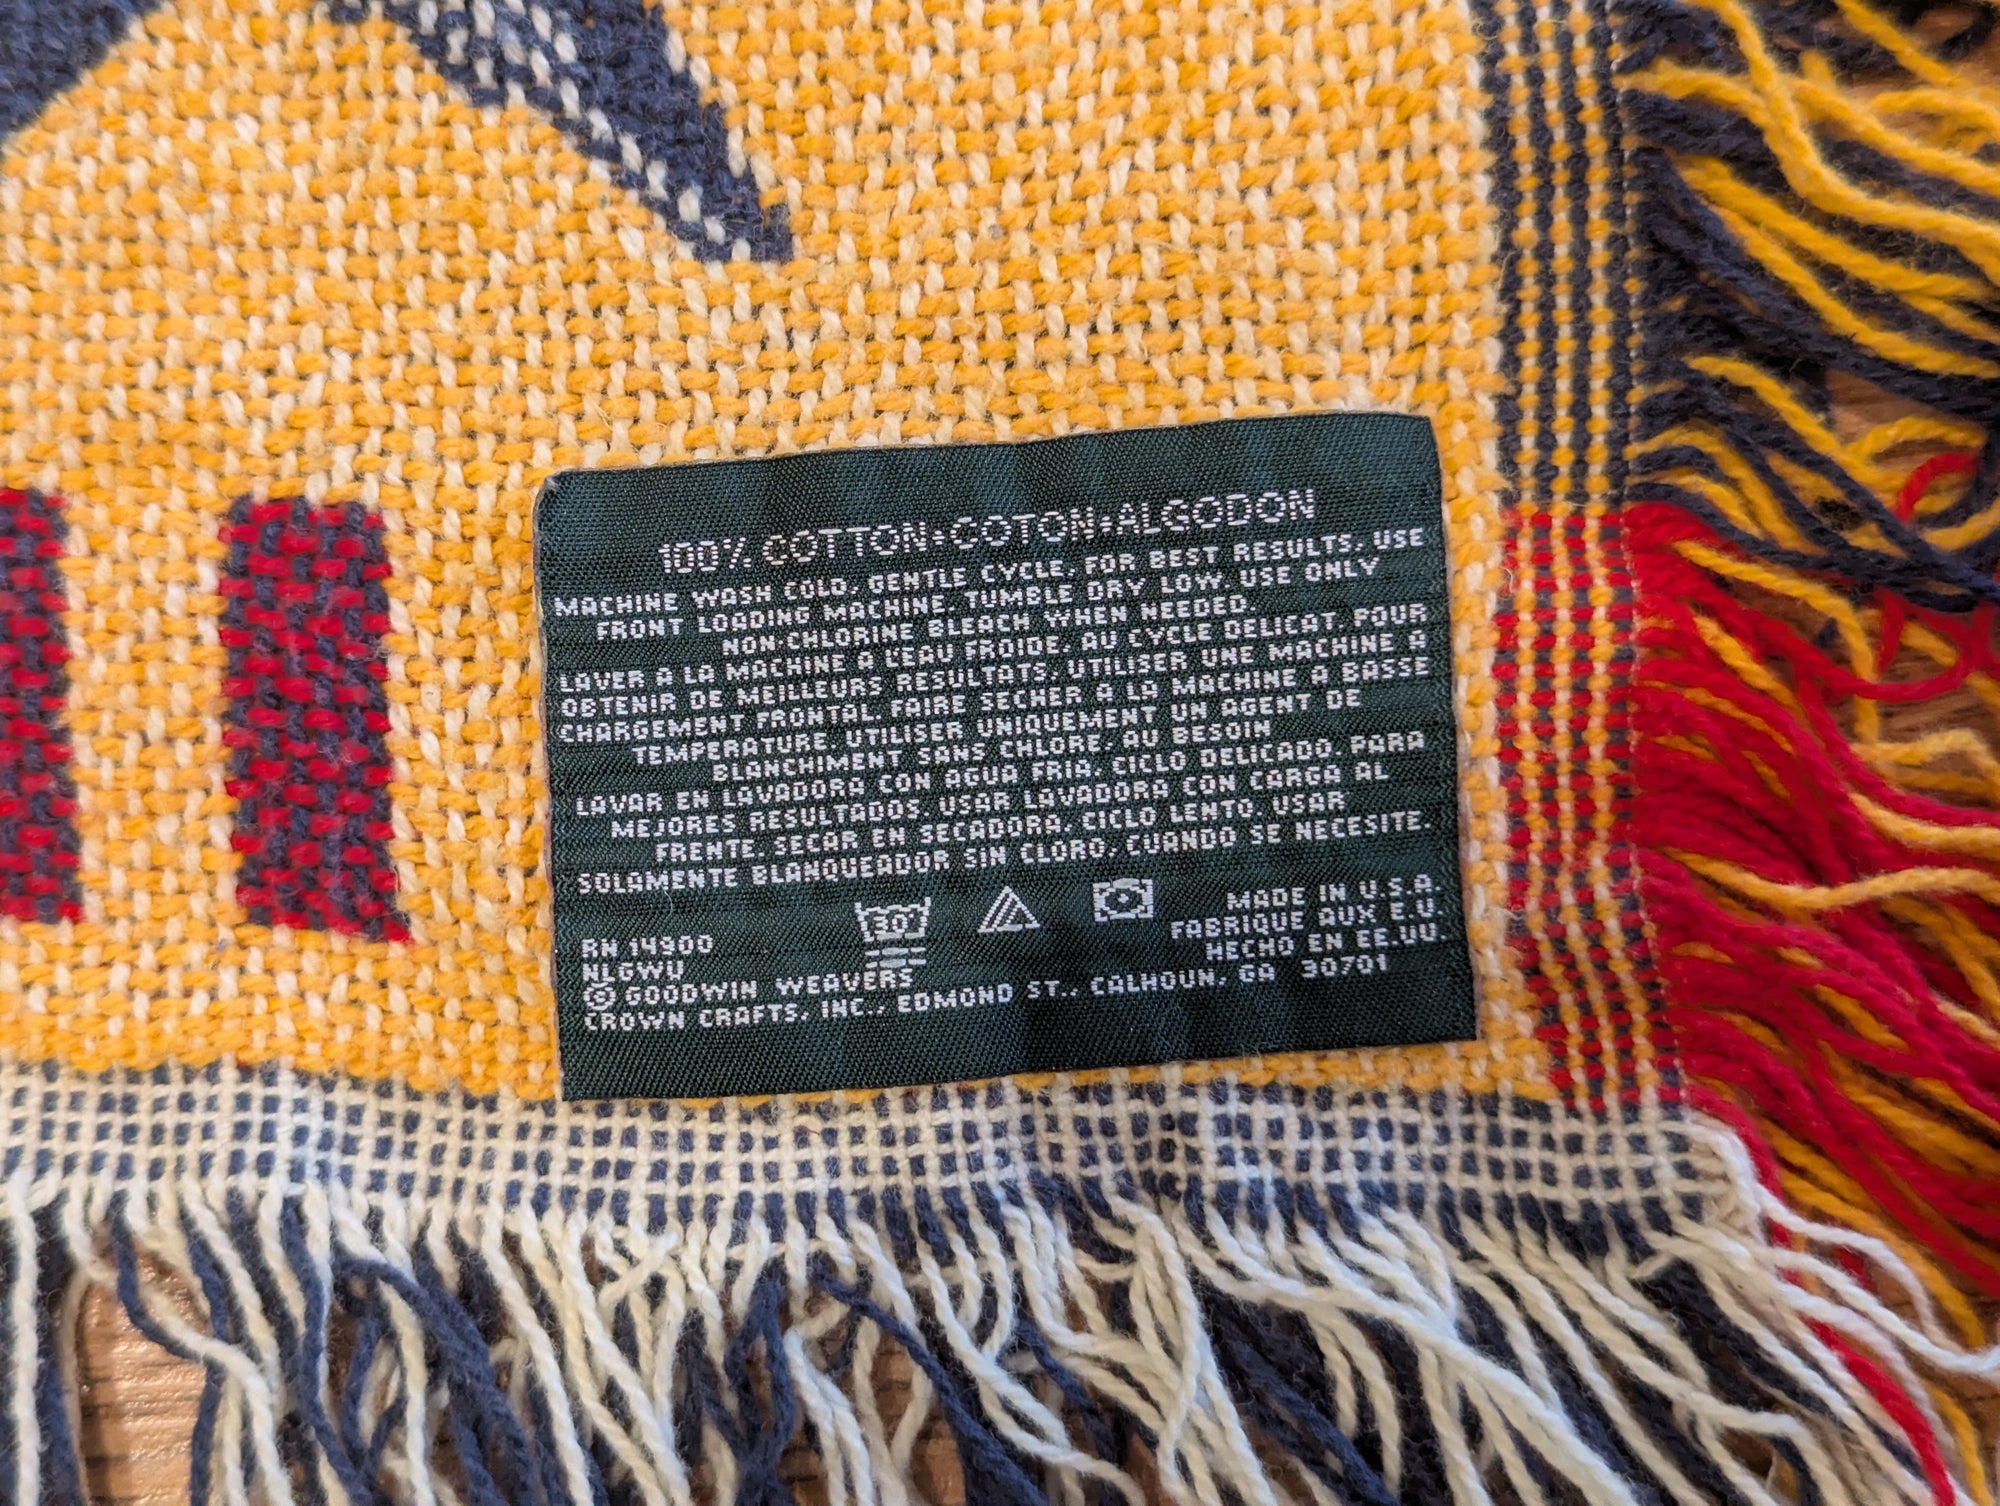 100% COTTON•COTON•ALGODON
MACHINE WASH COLD, GENTLE CYCLE. FOR BEST RESULTS, USE
FRONT LOADING MACHINE. TUMBLE DRY LOW. USE ONLY
NON CHLORINE BLEACH WHEN NEEDED.
LAVER A LA MACHINE A L'EAU FROIDE. AU CYCLE DELICAT. POUR
OBTENIR DE MEILLEURS RESULTATS, UTILISER UNE MACHINE A
CHARGEMENT FRONTAL. FAIRE SECHER A LA MACHINE A BASSE
TEMPERATURE. UTILISER UNIQUEMENT UN AGENT DE
BLANCHIMENT SANS CHLORE, AU BESOIN
LAVAR EN LAVADORA CON AGUA FRIA. CICLO DELICADO. PARA
MEJORES RESULTADOS, USAR LAVADORA CON CARGA AL
FRENTE. SECAR EN SECADORA, CICLO LENTO. USAR
SOLAMENTE BLANQUEADOR SIN CLORO, CUANDO SE NECESITE.
30
MADE IN U.S.A.
FABRIQUE AUX E.U.
HECHO EN EE.UU.
RN 14900
NLGWU
© GOODWIN WEAVERS
CROWN CRAFTS, INC., EDMOND ST., CALHOUN, GA 30701